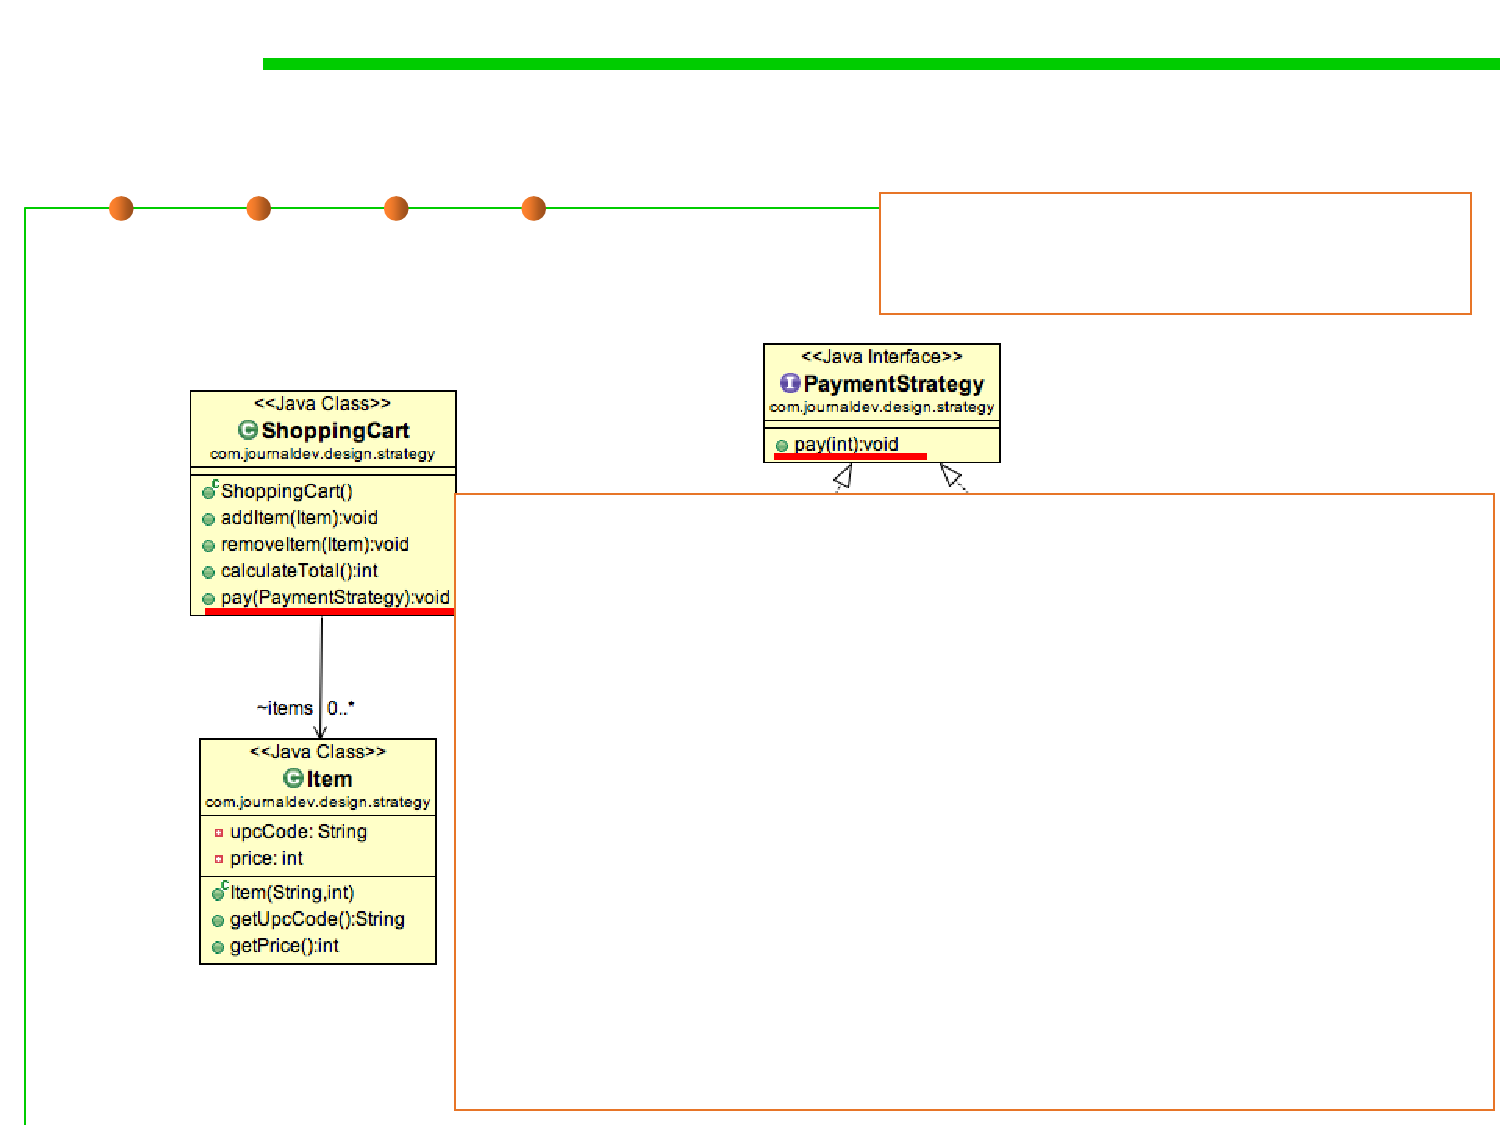 <<Java Interface>>
PaymentStrategy
com.journaldev.design.strategy
pay(int):void
<<Java Class>>
ShoppingCart
com.journaldev.design.strategy
ShoppingCart()
addItem(Item):void
removeItem(Item):void
calculateTotal():int
pay(PaymentStrategy):void
~items 0..*
<<Java Class>>
Item
com.journaldev.design.strategy
upcCode: String
price: int
Item(String,int)
getUpcCode():String
getPrice():int